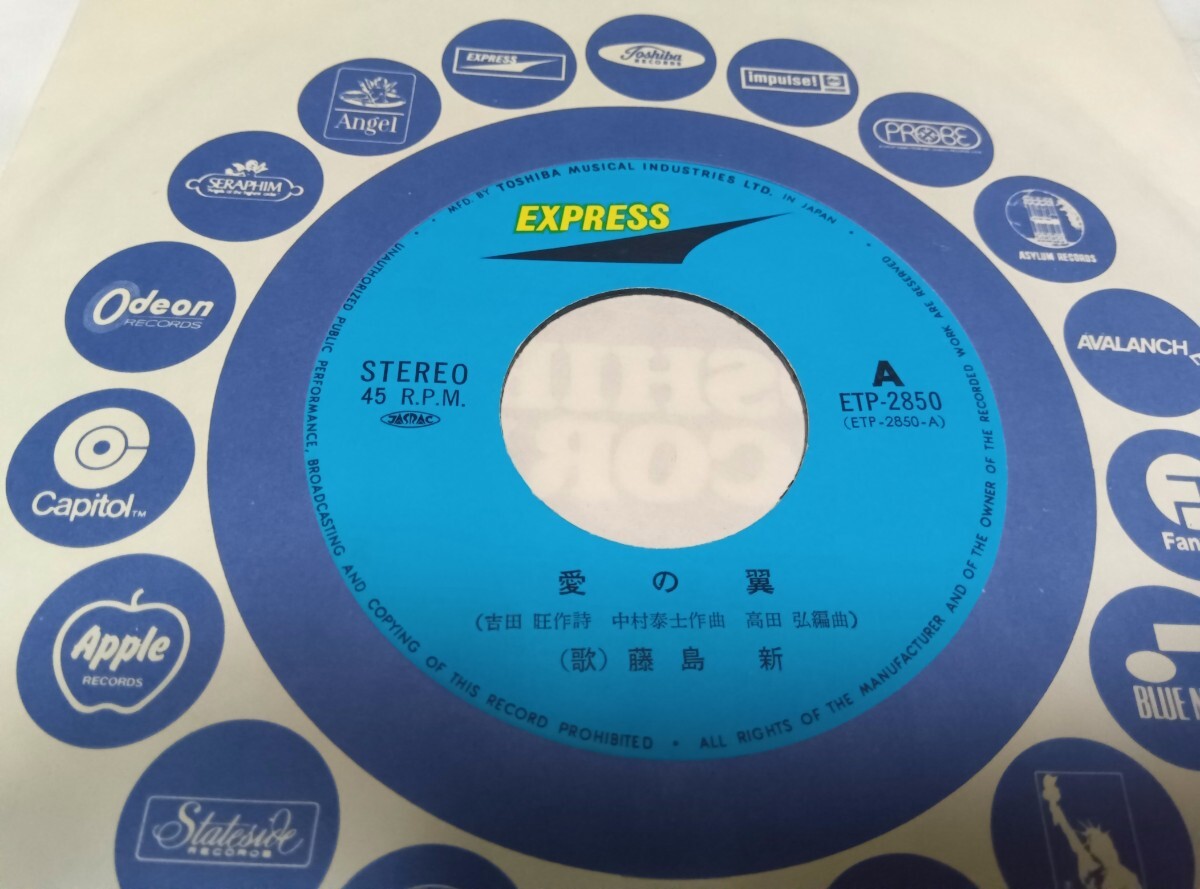 EXPRESS
Toshiba
RECORDS
impulse!
Angel
PROBE
SERAPHIM
ASYLUM RECORDS
Odeon
RECORDS
AVALANCH
Capitol TM
Fan
Apple
RECORDS
BLUE
Stateside
RECORDS
• MFD. BY TOSHIBA MUSICAL INDUSTRIES LTD. IN JAPAN •
EXPRESS
STEREO
45 R.P.M.
JASRAC
A
ETP-2850
(ETP-2850-A)
愛の翼
(吉田 旺作詩 中村泰士作曲 高田 弘編曲)
(歌) 藤島 新
UNAUTHORIZED PUBLIC PERFORMANCE, BROADCASTING AND COPYING OF THIS RECORD PROHIBITED • ALL RIGHTS OF THE MANUFACTURER AND OF THE OWNER OF THE RECORDED WORK ARE RESERVED